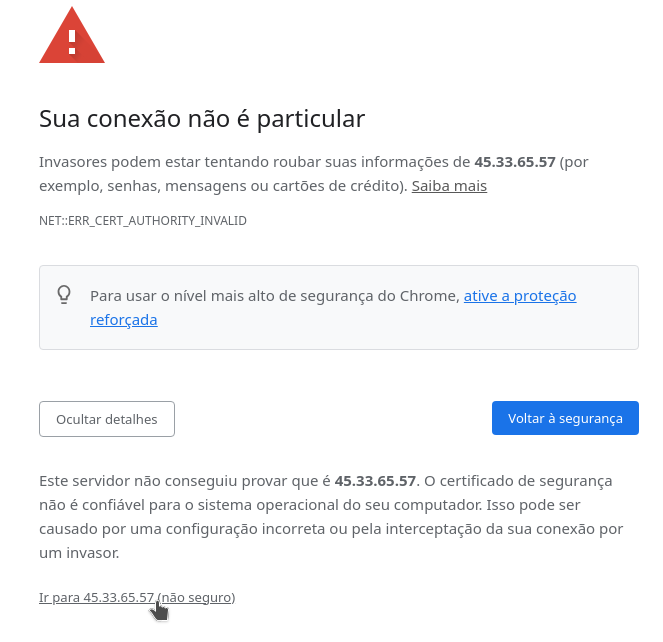 Sua conexão não é particular
Invasores podem estar tentando roubar suas informações de 45.33.65.57 (por
exemplo, senhas, mensagens ou cartões de crédito). Saiba mais
NET::ERR_CERT_AUTHORITY_INVALID
Para usar o nível mais alto de segurança do Chrome, ative a proteção
reforçada
Ocultar detalhes
Voltar à segurança
Este servidor não conseguiu provar que é 45.33.65.57. O certificado de segurança
não é confiável para o sistema operacional do seu computador. Isso pode ser
causado por uma configuração incorreta ou pela interceptação da sua conexão por
um invasor.
Ir para 45.33.65.57 (não seguro)